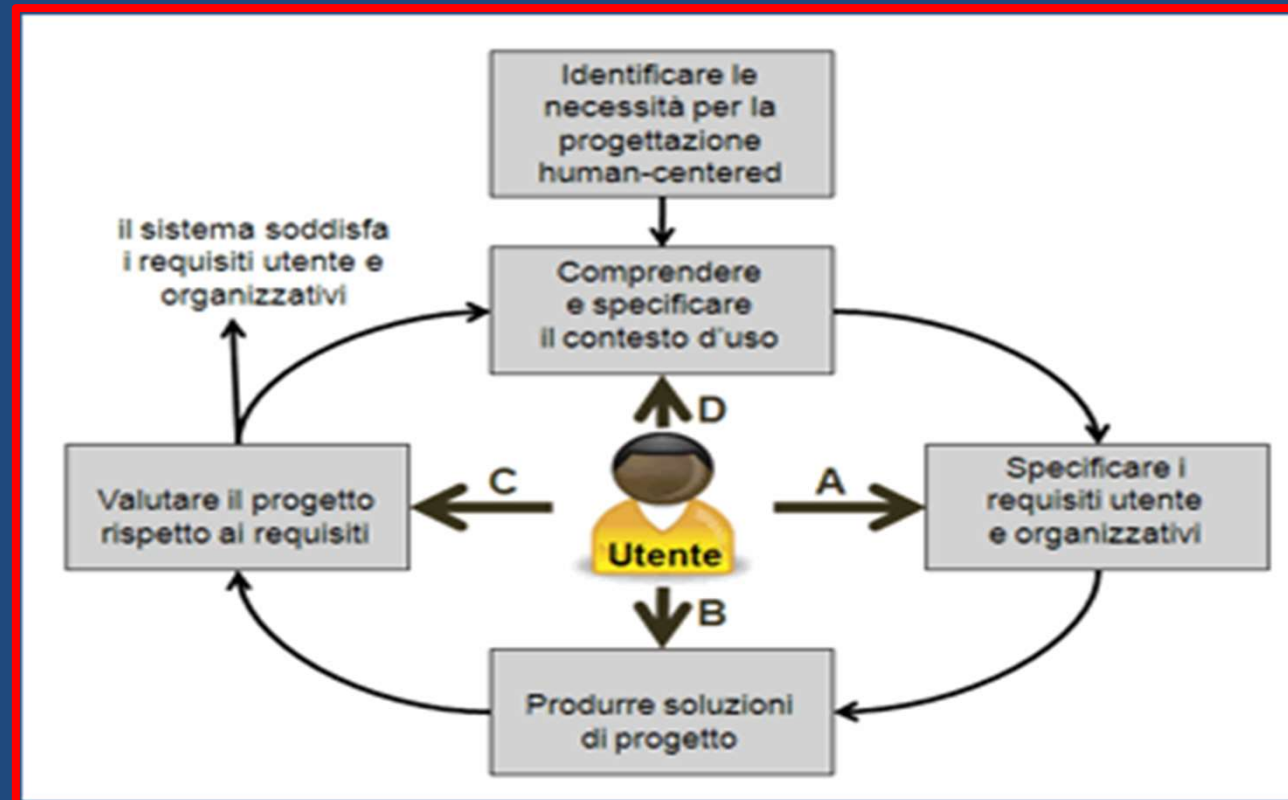 Identificare le
necessità per la
progettazione
human-centered
il sistema soddisfa
i requisiti utente e
organizzativi
Comprendere
e specificare
il contesto d'uso
D
Valutare il progetto
rispetto ai requisiti
C
Utente
A
Specificare i
requisiti utente
e organizzativi
B
Produrre soluzioni
di progetto